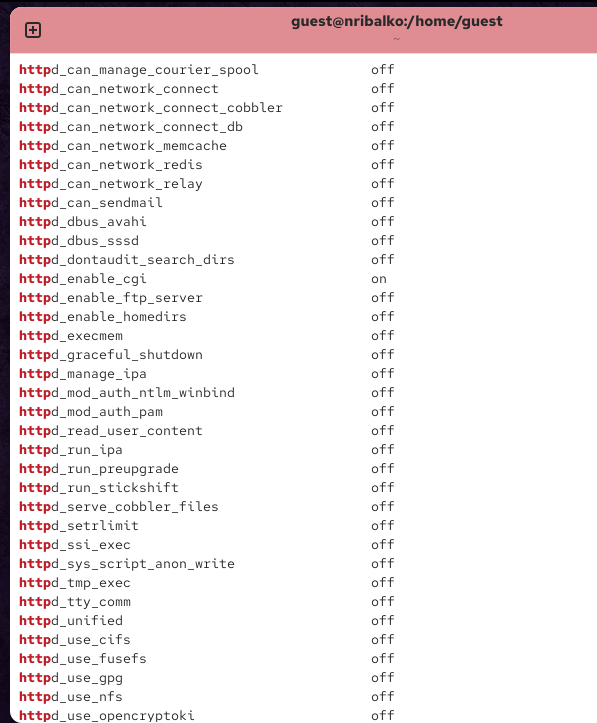 guest@nribalko:/home/guest
~
httpd_can_manage_courier_spool off
httpd_can_network_connect off
httpd_can_network_connect_cobbler off
httpd_can_network_connect_db off
httpd_can_network_memcache off
httpd_can_network_redis off
httpd_can_network_relay off
httpd_can_sendmail off
httpd_dbus_avahi off
httpd_dbus_sssd off
httpd_dontaudit_search_dirs off
httpd_enable_cgi on
httpd_enable_ftp_server off
httpd_enable_homedirs off
httpd_execmem off
httpd_graceful_shutdown off
httpd_manage_ipa off
httpd_mod_auth_ntlm_winbind off
httpd_mod_auth_pam off
httpd_read_user_content off
httpd_run_ipa off
httpd_run_preupgrade off
httpd_run_stickshift off
httpd_serve_cobbler_files off
httpd_setrlimit off
httpd_ssi_exec off
httpd_sys_script_anon_write off
httpd_tmp_exec off
httpd_tty_comm off
httpd_unified off
httpd_use_cifs off
httpd_use_fusefs off
httpd_use_gpg off
httpd_use_nfs off
httpd_use_opencryptoki off